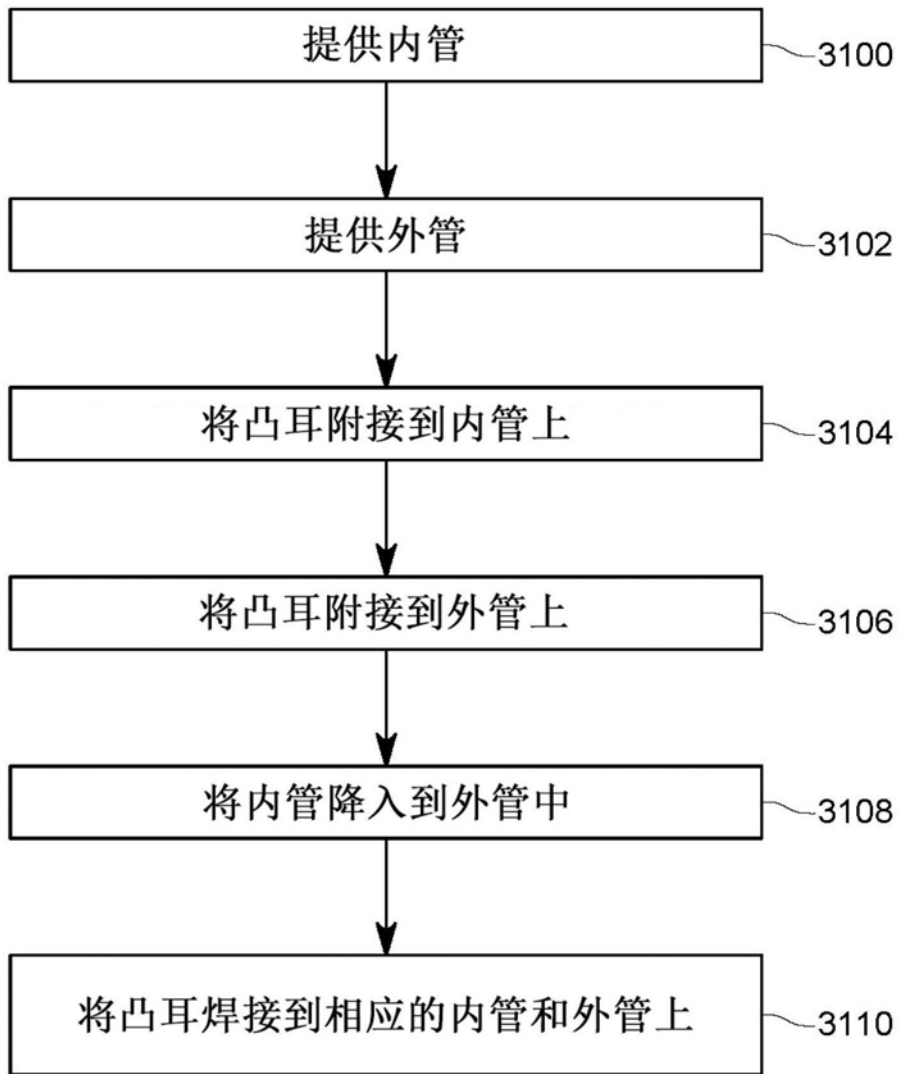 提供内管
3100
提供外管
3102
将凸耳附接到内管上
3104
将凸耳附接到外管上
3106
将内管降入到外管中
3108
将凸耳焊接到相应的内管和外管上
3110